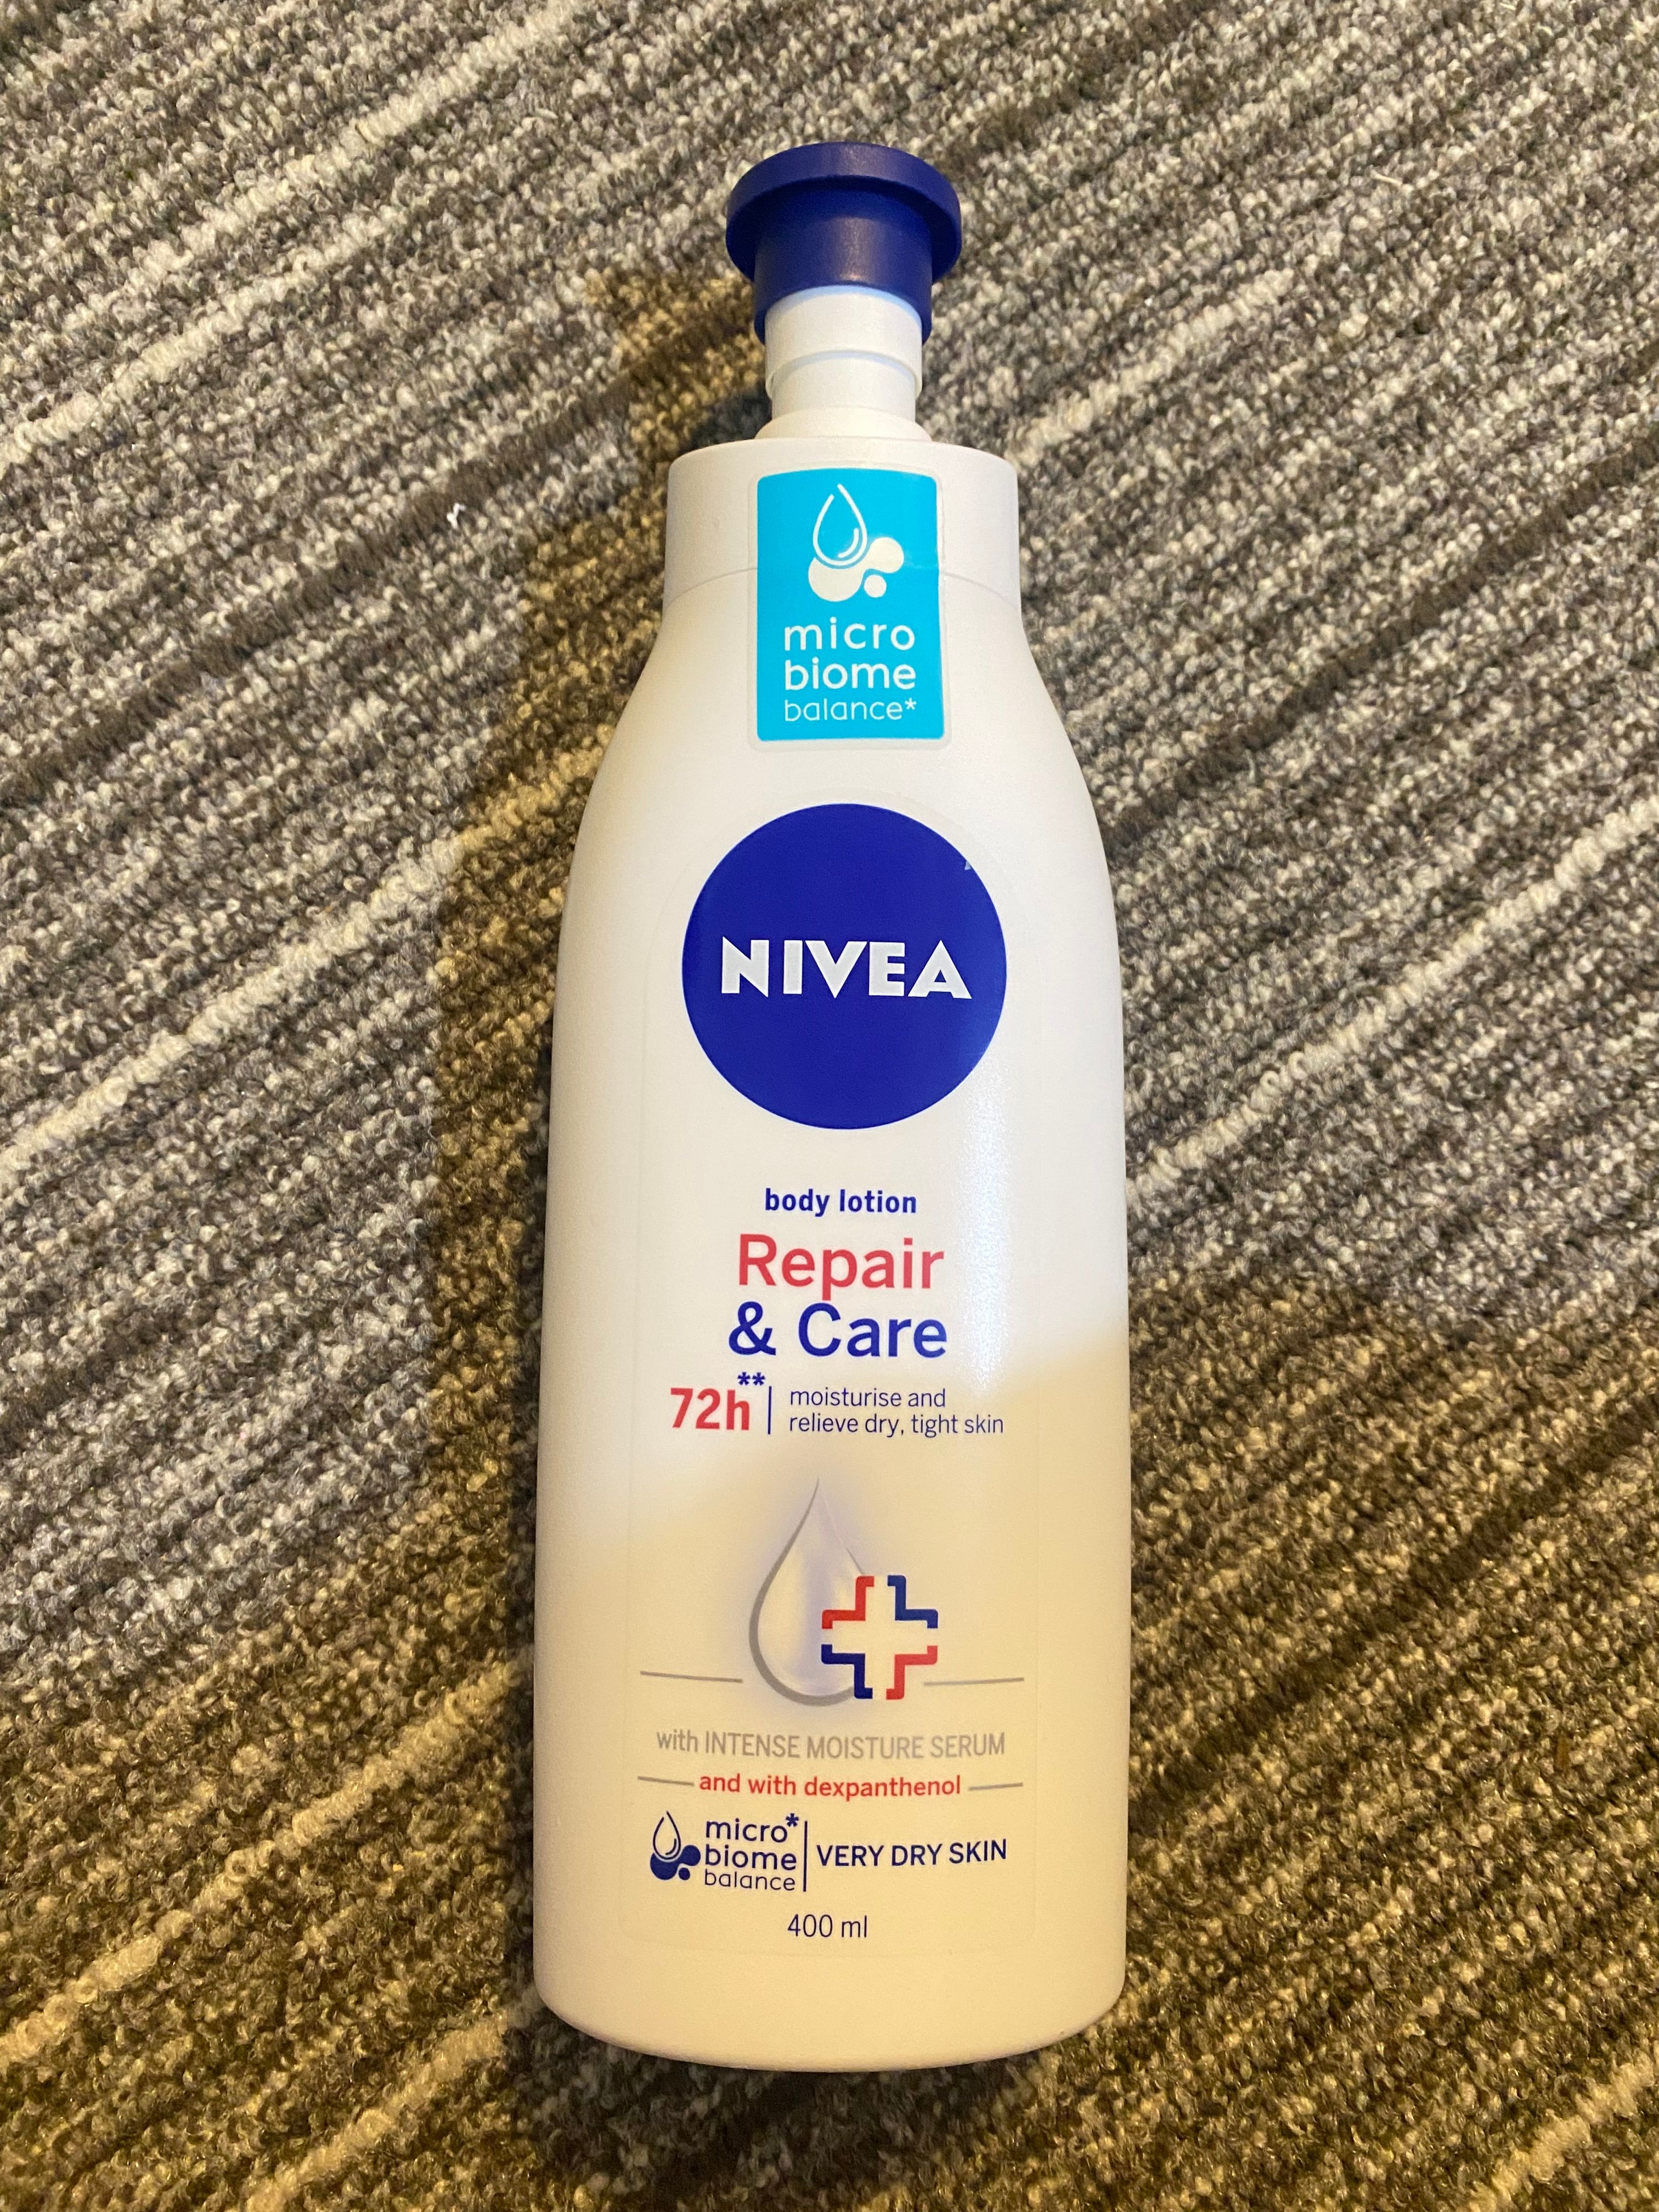 micro
biome
balance*
NIVEA
body lotion
Repair
& Care
72h** | moisturise and
relieve dry, tight skin
with INTENSE MOISTURE SERUM
and with dexpanthenol
micro*
biome
balance
VERY DRY SKIN
400 ml